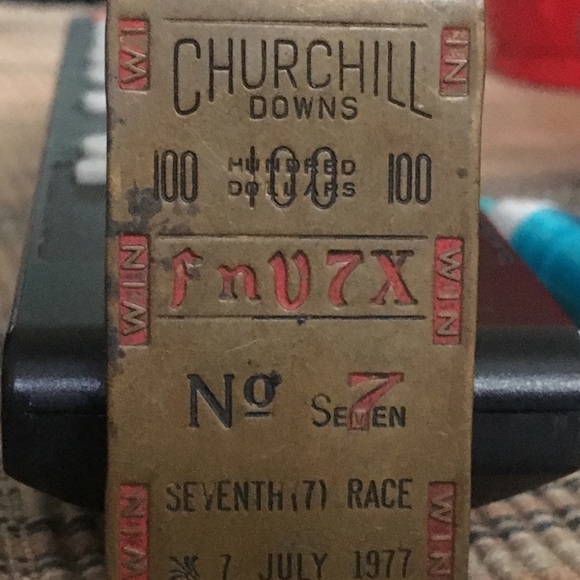 WIN CHURCHILL WIN
DOWNS
100 HUNDRED 100 DOLLARS 100
WIN fnU7X WIN
No SEVEN 7
WIN SEVENTH (7) RACE WIN
7 JULY 1977